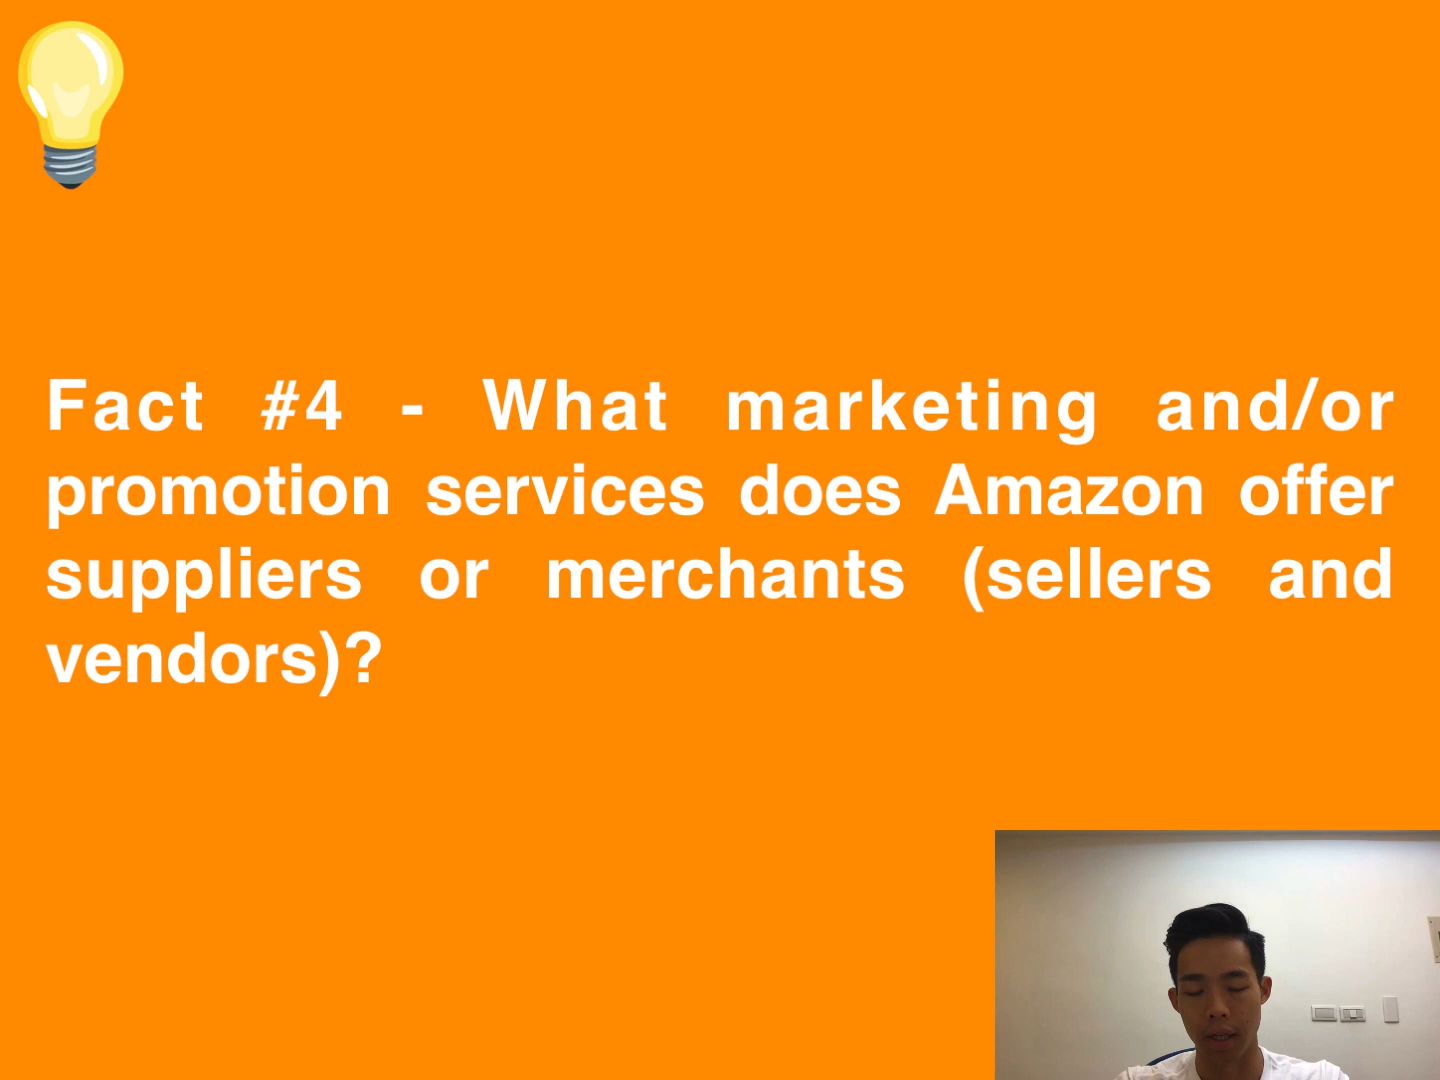 Fact #4 - What marketing and/or
promotion services does Amazon offer
suppliers or merchants (sellers and
vendors)?